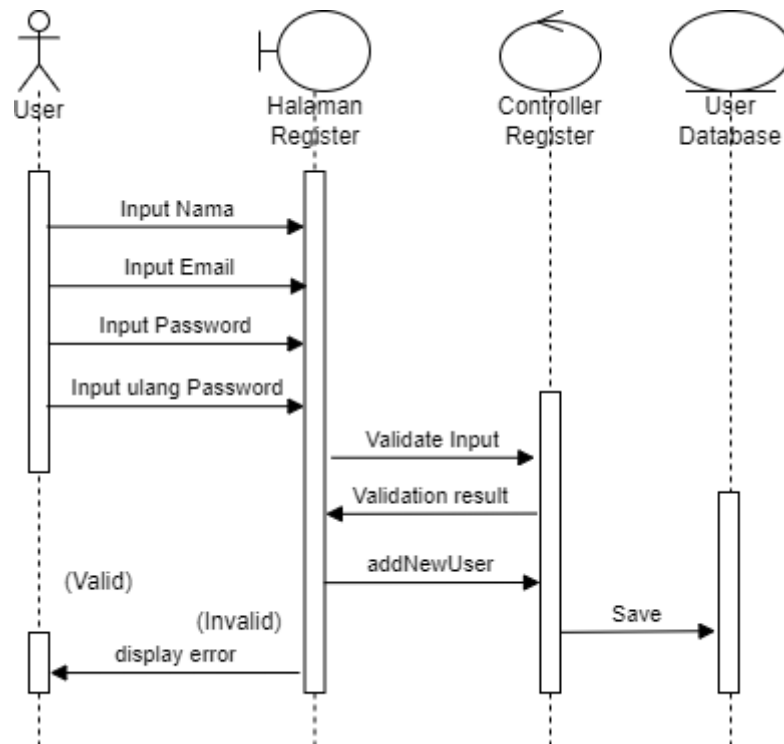 User
Halaman
Register
Controller
Register
User
Database
Input Nama
Input Email
Input Password
Input ulang Password
Validate Input
Validation result
addNewUser
(Valid)
Save
(Invalid)
display error